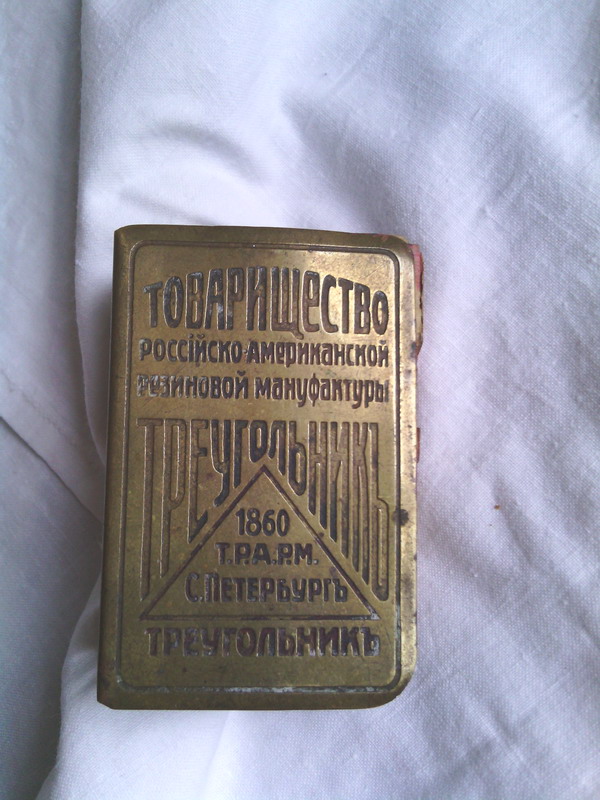 ТОВАРИЩЕСТВО
РОССІЙСКО-АМЕРИКАНСКОЙ
РЕЗИНОВОЙ МАНУФАКТУРЫ
ТРЕУГОЛЬНИКЪ
1860
Т.Р.А.Р.М.
С.ПЕТЕРБУРГЪ
ТРЕУГОЛЬНИКЪ